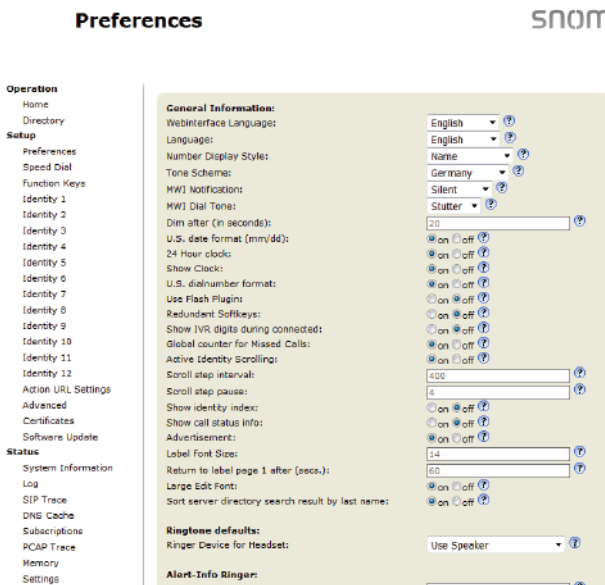 Preferences
snom
Operation
Home
Directory
Setup
Preferences
Speed Dial
Function Keys
Identity 1
Identity 2
Identity 3
Identity 4
Identity 5
Identity 6
Identity 7
Identity 8
Identity 9
Identity 10
Identity 11
Identity 12
Action URL Settings
Advanced
Certificates
Software Update
Status
System Information
Log
SIP Trace
DNS Cache
Subscriptions
PCAP Trace
Memory
Settings
General Information:
Webinterface Language: English
Language: English
Number Display Style: Name
Tone Scheme: Germany
MWI Notification: Silent
MWI Dial Tone: Stutter
Dim after (in seconds): 20
U.S. date format (mm/dd): on off
24 Hour clock: on off
Show Clock: on off
U.S. dialnumber format: on off
Use Flash Plugin: on off
Redundant Softkeys: on off
Show IVR digits during connected: on off
Global counter for Missed Calls: on off
Active Identity Scrolling: on off
Scroll step interval: 400
Scroll step pause: 4
Show identity index: on off
Show call status info: on off
Advertisement: on off
Label Font Size: 14
Return to label page 1 after (secs.): 60
Large Edit Font: on off
Sort server directory search result by last name: on off
Ringtone defaults:
Ringer Device for Headset: Use Speaker
Alert-Info Ringer: